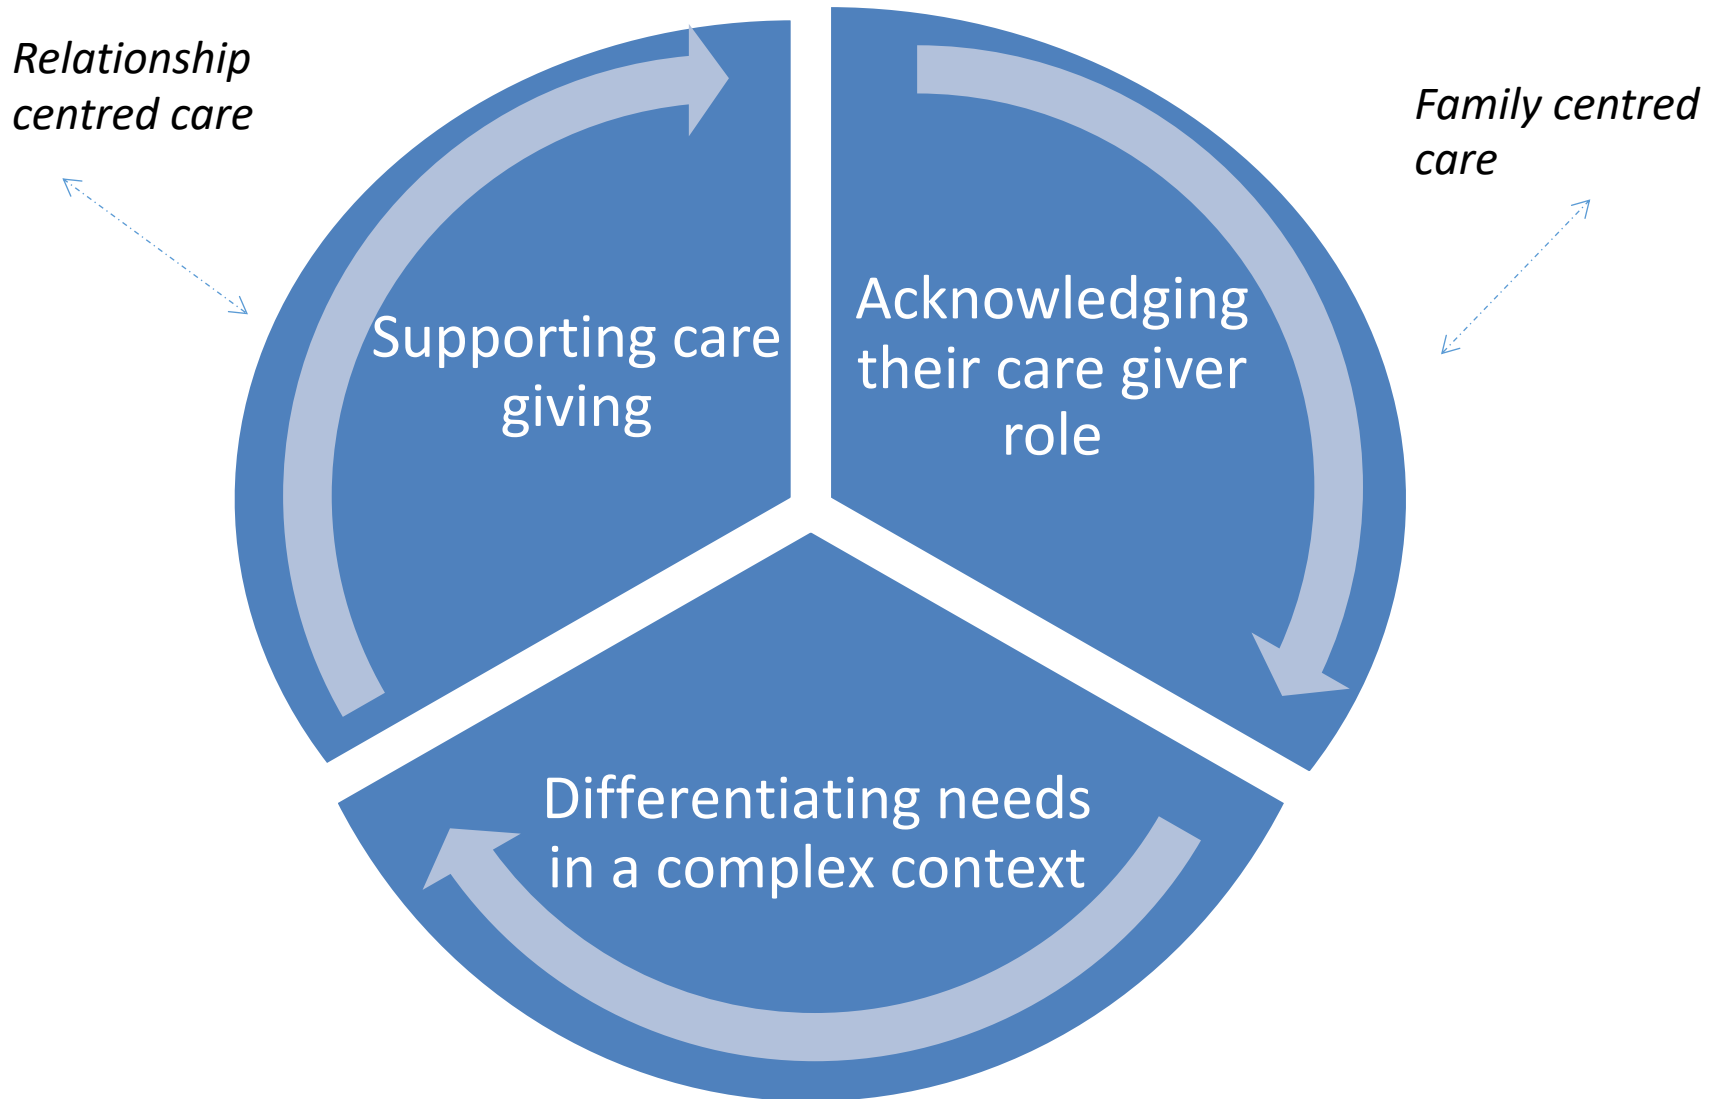 Relationship
centred care
Family centred
care
Supporting care
giving
Acknowledging
their care giver
role
Differentiating needs
in a complex context